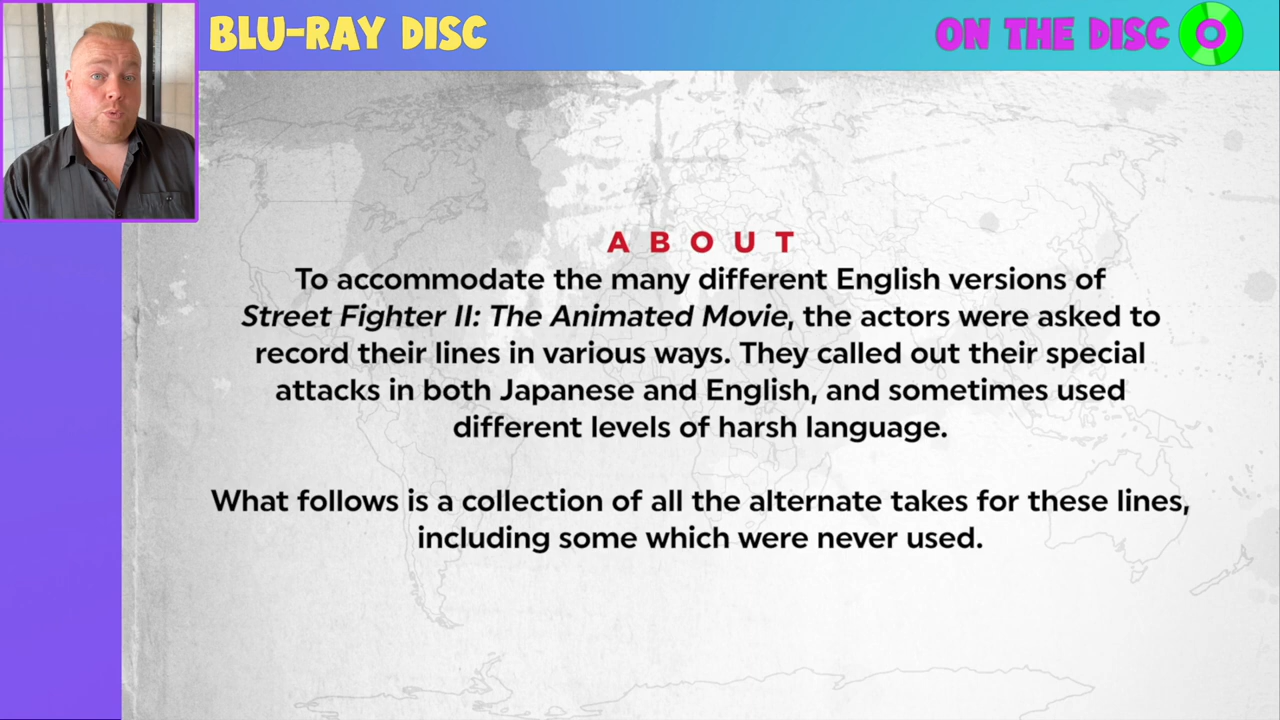 BLU-RAY DISC
ON THE DISC
ABOUT
To accommodate the many different English versions of
Street Fighter II: The Animated Movie, the actors were asked to
record their lines in various ways. They called out their special
attacks in both Japanese and English, and sometimes used
different levels of harsh language.
What follows is a collection of all the alternate takes for these lines,
including some which were never used.